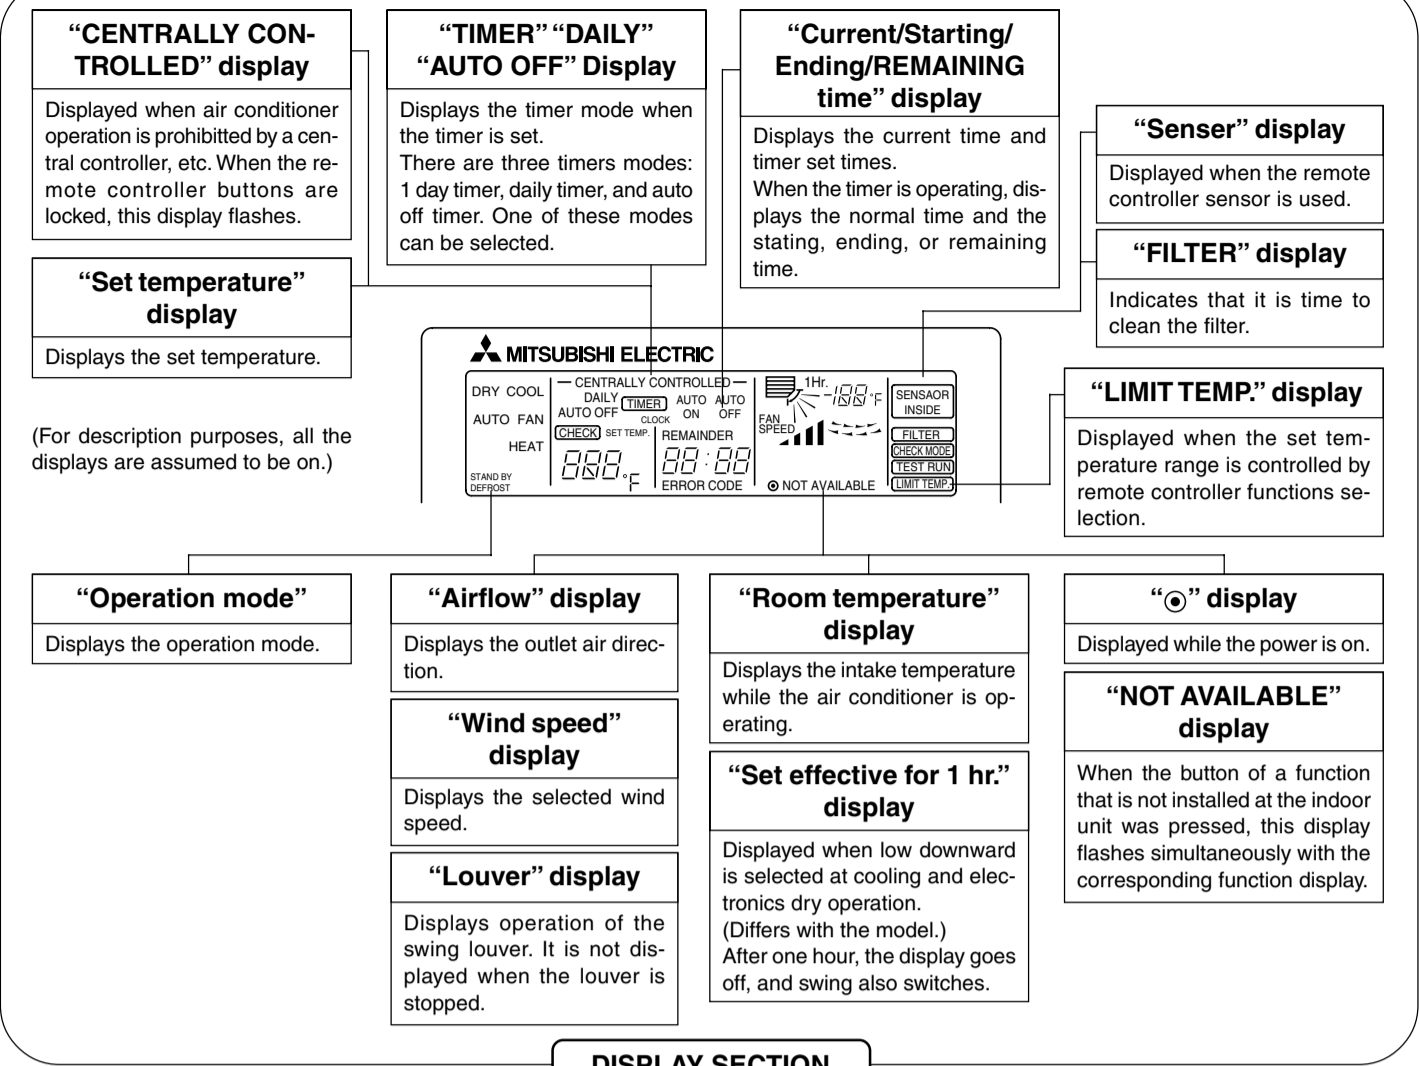 “CENTRALLY CON-
TROLLED” display
Displayed when air conditioner
operation is prohibitted by a cen-
tral controller, etc. When the re-
mote controller buttons are
locked, this display flashes.
“Set temperature”
display
Displays the set temperature.
(For description purposes, all the
displays are assumed to be on.)
“TIMER” “DAILY”
“AUTO OFF” Display
Displays the timer mode when
the timer is set.
There are three timers modes:
1 day timer, daily timer, and auto
off timer. One of these modes
can be selected.
“Current/Starting/
Ending/REMAINING
time” display
Displays the current time and
timer set times.
When the timer is operating, dis-
plays the normal time and the
stating, ending, or remaining
time.
“Senser” display
Displayed when the remote
controller sensor is used.
“FILTER” display
Indicates that it is time to
clean the filter.
“LIMIT TEMP.” display
Displayed when the set tem-
perature range is controlled by
remote controller functions se-
lection.
MITSUBISHI ELECTRIC
DRY COOL
AUTO FAN
HEAT
STAND BY
DEFROST
CENTRALLY CONTROLLED
DAILY
AUTO OFF
TIMER
AUTO
ON
AUTO
OFF
CLOCK
CHECK
SET TEMP.
REMAINDER
888 °F
88:88
ERROR CODE
1Hr.
-188 °F
FAN
SPEED
NOT AVAILABLE
SENSAOR
INSIDE
FILTER
CHECK MODE
TEST RUN
LIMIT TEMP.
“Operation mode”
Displays the operation mode.
“Airflow” display
Displays the outlet air direc-
tion.
“Wind speed”
display
Displays the selected wind
speed.
“Louver” display
Displays operation of the
swing louver. It is not dis-
played when the louver is
stopped.
“Room temperature”
display
Displays the intake temperature
while the air conditioner is op-
erating.
“Set effective for 1 hr.”
display
Displayed when low downward
is selected at cooling and elec-
tronics dry operation.
(Differs with the model.)
After one hour, the display goes
off, and swing also switches.
“◉” display
Displayed while the power is on.
“NOT AVAILABLE”
display
When the button of a function
that is not installed at the indoor
unit was pressed, this display
flashes simultaneously with the
corresponding function display.
DISPLAY SECTION